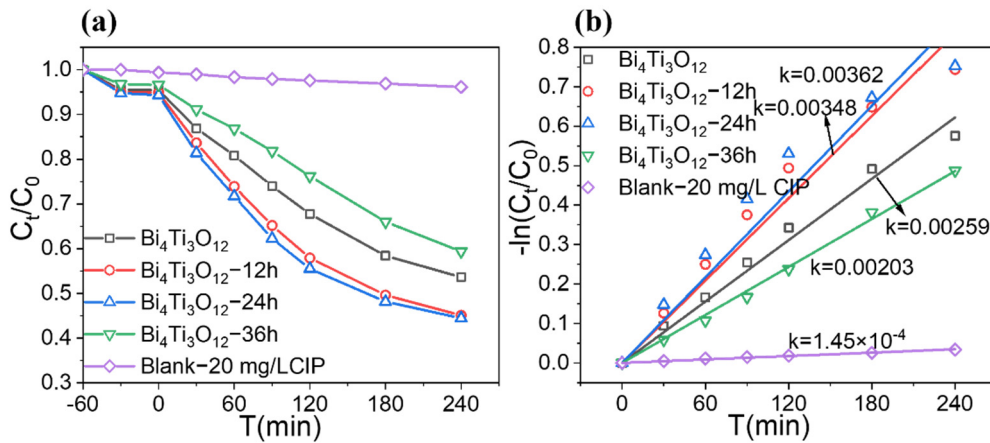 (a)
C_t/C_0
1.0
0.9
0.8
0.7
0.6
0.5
0.4
0.3
Bi₄Ti₃O₁₂
Bi₄Ti₃O₁₂−12h
Bi₄Ti₃O₁₂−24h
Bi₄Ti₃O₁₂−36h
Blank−20 mg/LCIP
-60 0 60 120 180 240
T(min)
(b)
-ln(C_t/C_0)
0.8
0.7
0.6
0.5
0.4
0.3
0.2
0.1
0.0
Bi₄Ti₃O₁₂
Bi₄Ti₃O₁₂−12h
Bi₄Ti₃O₁₂−24h
Bi₄Ti₃O₁₂−36h
Blank−20 mg/L CIP
k=0.00362
k=0.00348
k=0.00259
k=0.00203
k=1.45×10⁻⁴
0 60 120 180 240
T(min)